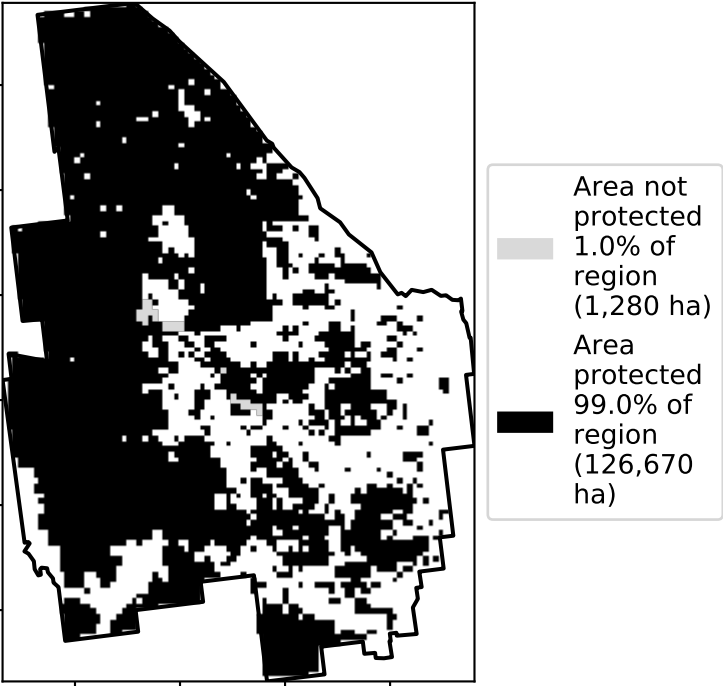 Area not
protected
1.0% of
region
(1,280 ha)
Area
protected
99.0% of
region
(126,670
ha)